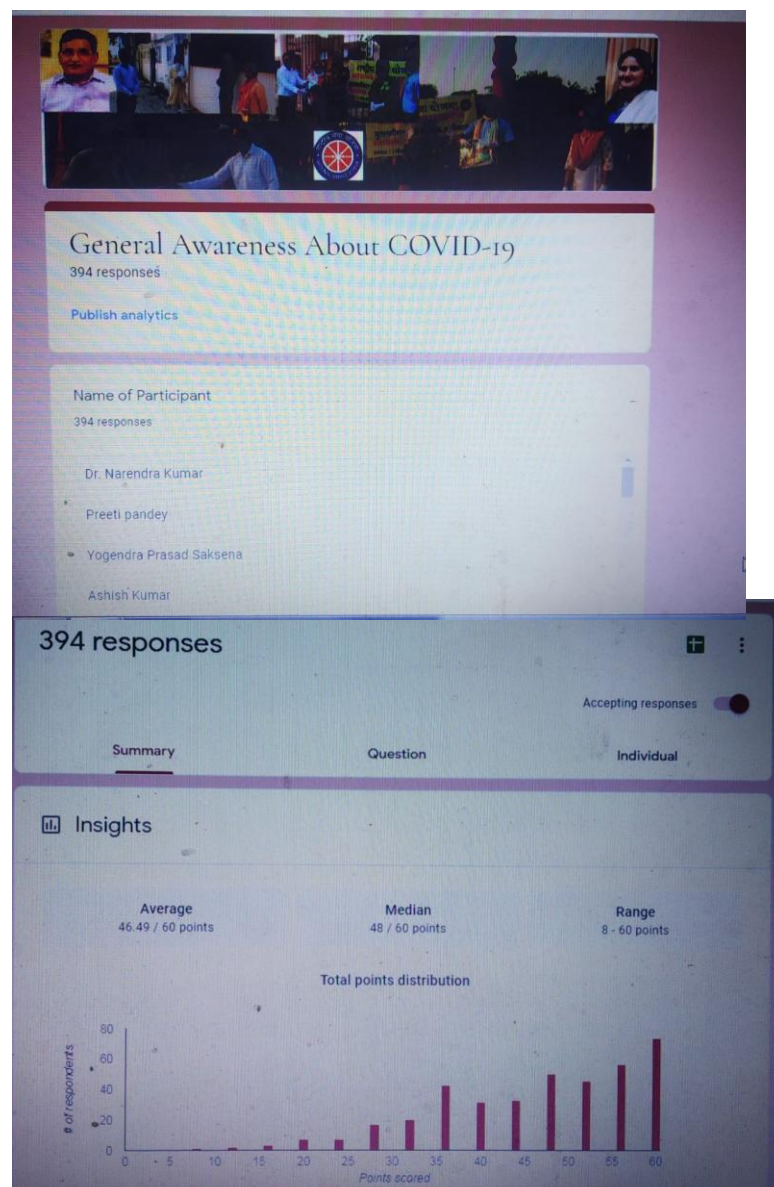 General Awareness About COVID-19
394 responses
Publish analytics
Name of Participant
394 responses
Dr. Narendra Kumar
Preeti pandey
Yogendra Prasad Saksena
Ashish Kumar
394 responses
Accepting responses
Summary Question Individual
Insights
Average Median Range
46.49 / 60 points 48 / 60 points 8 - 60 points
Total points distribution
# of respondents
80
60
40
20
0
0 5 10 15 20 25 30 35 40 45 50 55 60
Points scored